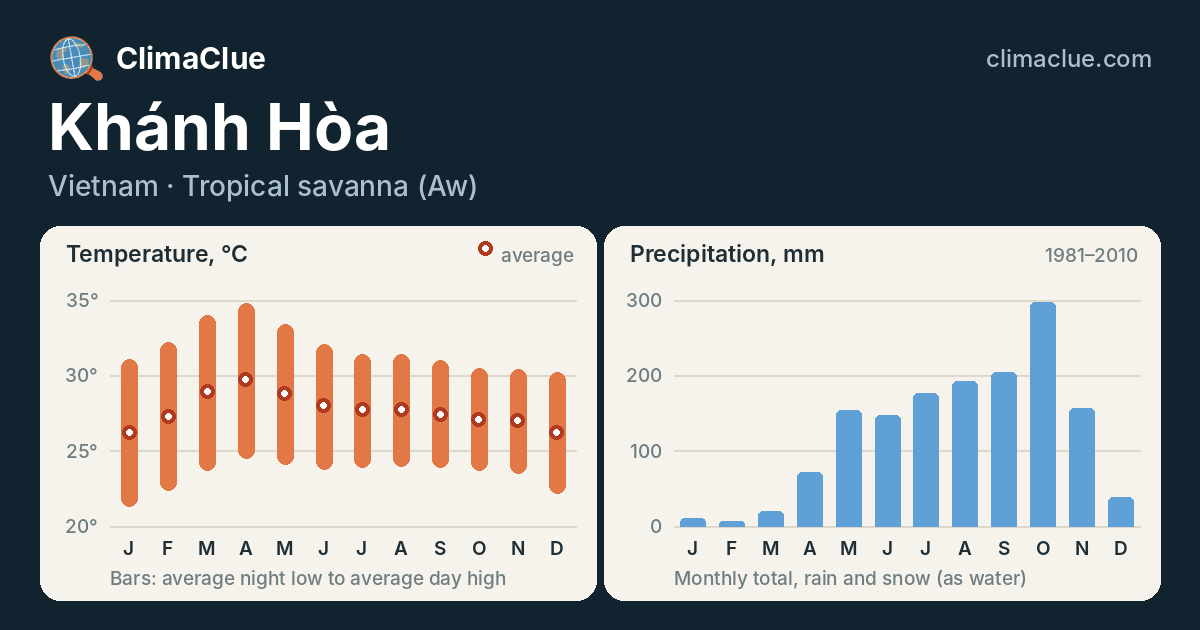 ClimaClue
climaclue.com
Khánh Hòa
Vietnam · Tropical savanna (Aw)
Temperature, °C
average
35°
30°
25°
20°
J F M A M J J A S O N D
Bars: average night low to average day high
Precipitation, mm
1981–2010
300
200
100
0
J F M A M J J A S O N D
Monthly total, rain and snow (as water)